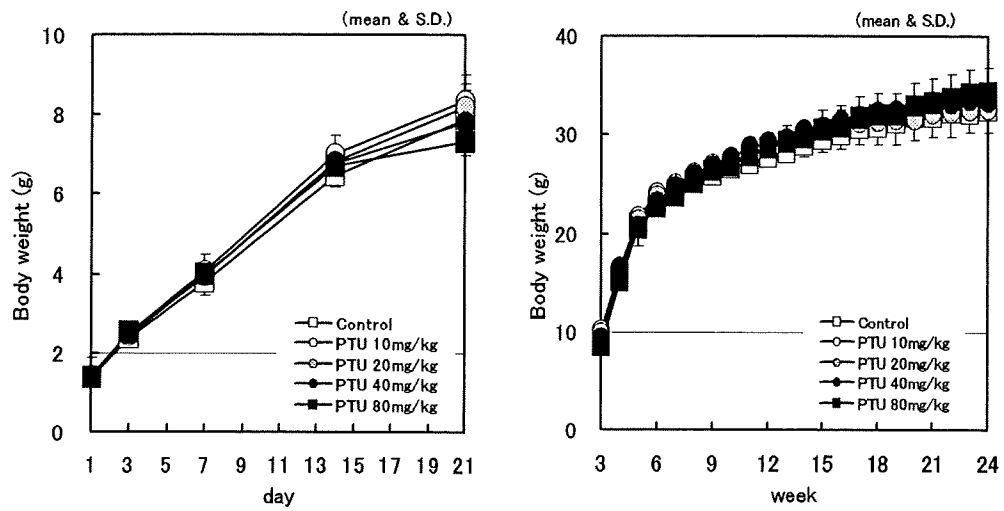 (mean & S.D.)
10
8
6
4
2
0
Body weight (g)
Control
PTU 10mg/kg
PTU 20mg/kg
PTU 40mg/kg
PTU 80mg/kg
1 3 5 7 9 11 13 15 17 19 21
day
(mean & S.D.)
40
30
20
10
0
Body weight (g)
Control
PTU 10mg/kg
PTU 20mg/kg
PTU 40mg/kg
PTU 80mg/kg
3 6 9 12 15 18 21 24
week